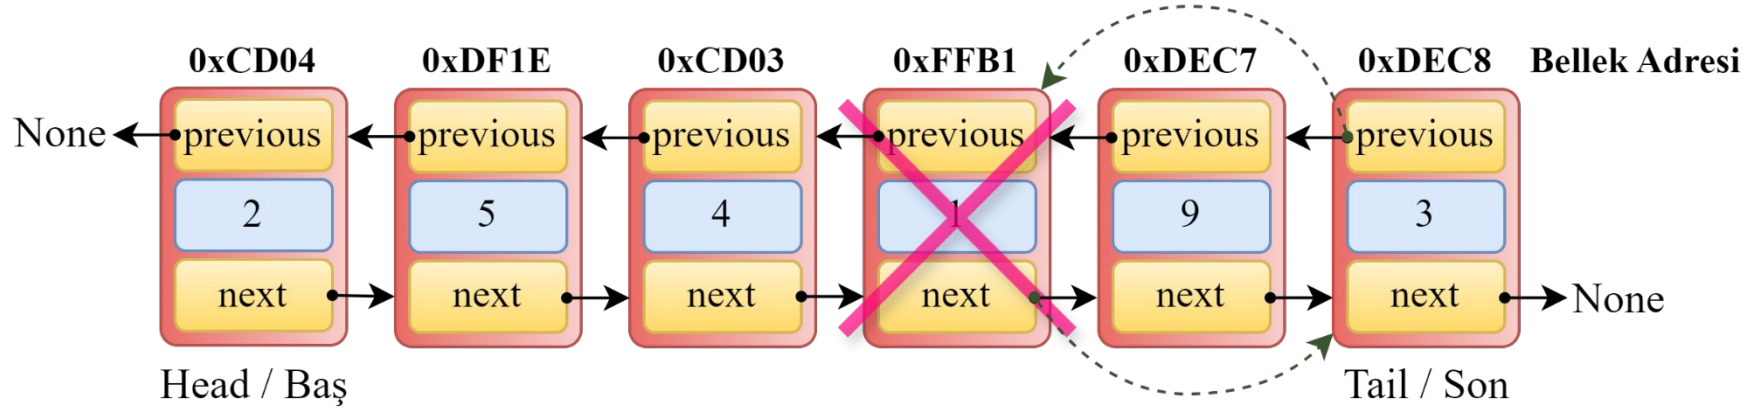 0xCD04 0xDF1E 0xCD03 0xFFB1 0xDEC7 0xDEC8 Bellek Adresi
None previous previous previous previous previous previous
2 5 4 1 9 3
next next next next next next None
Head / Baş Tail / Son